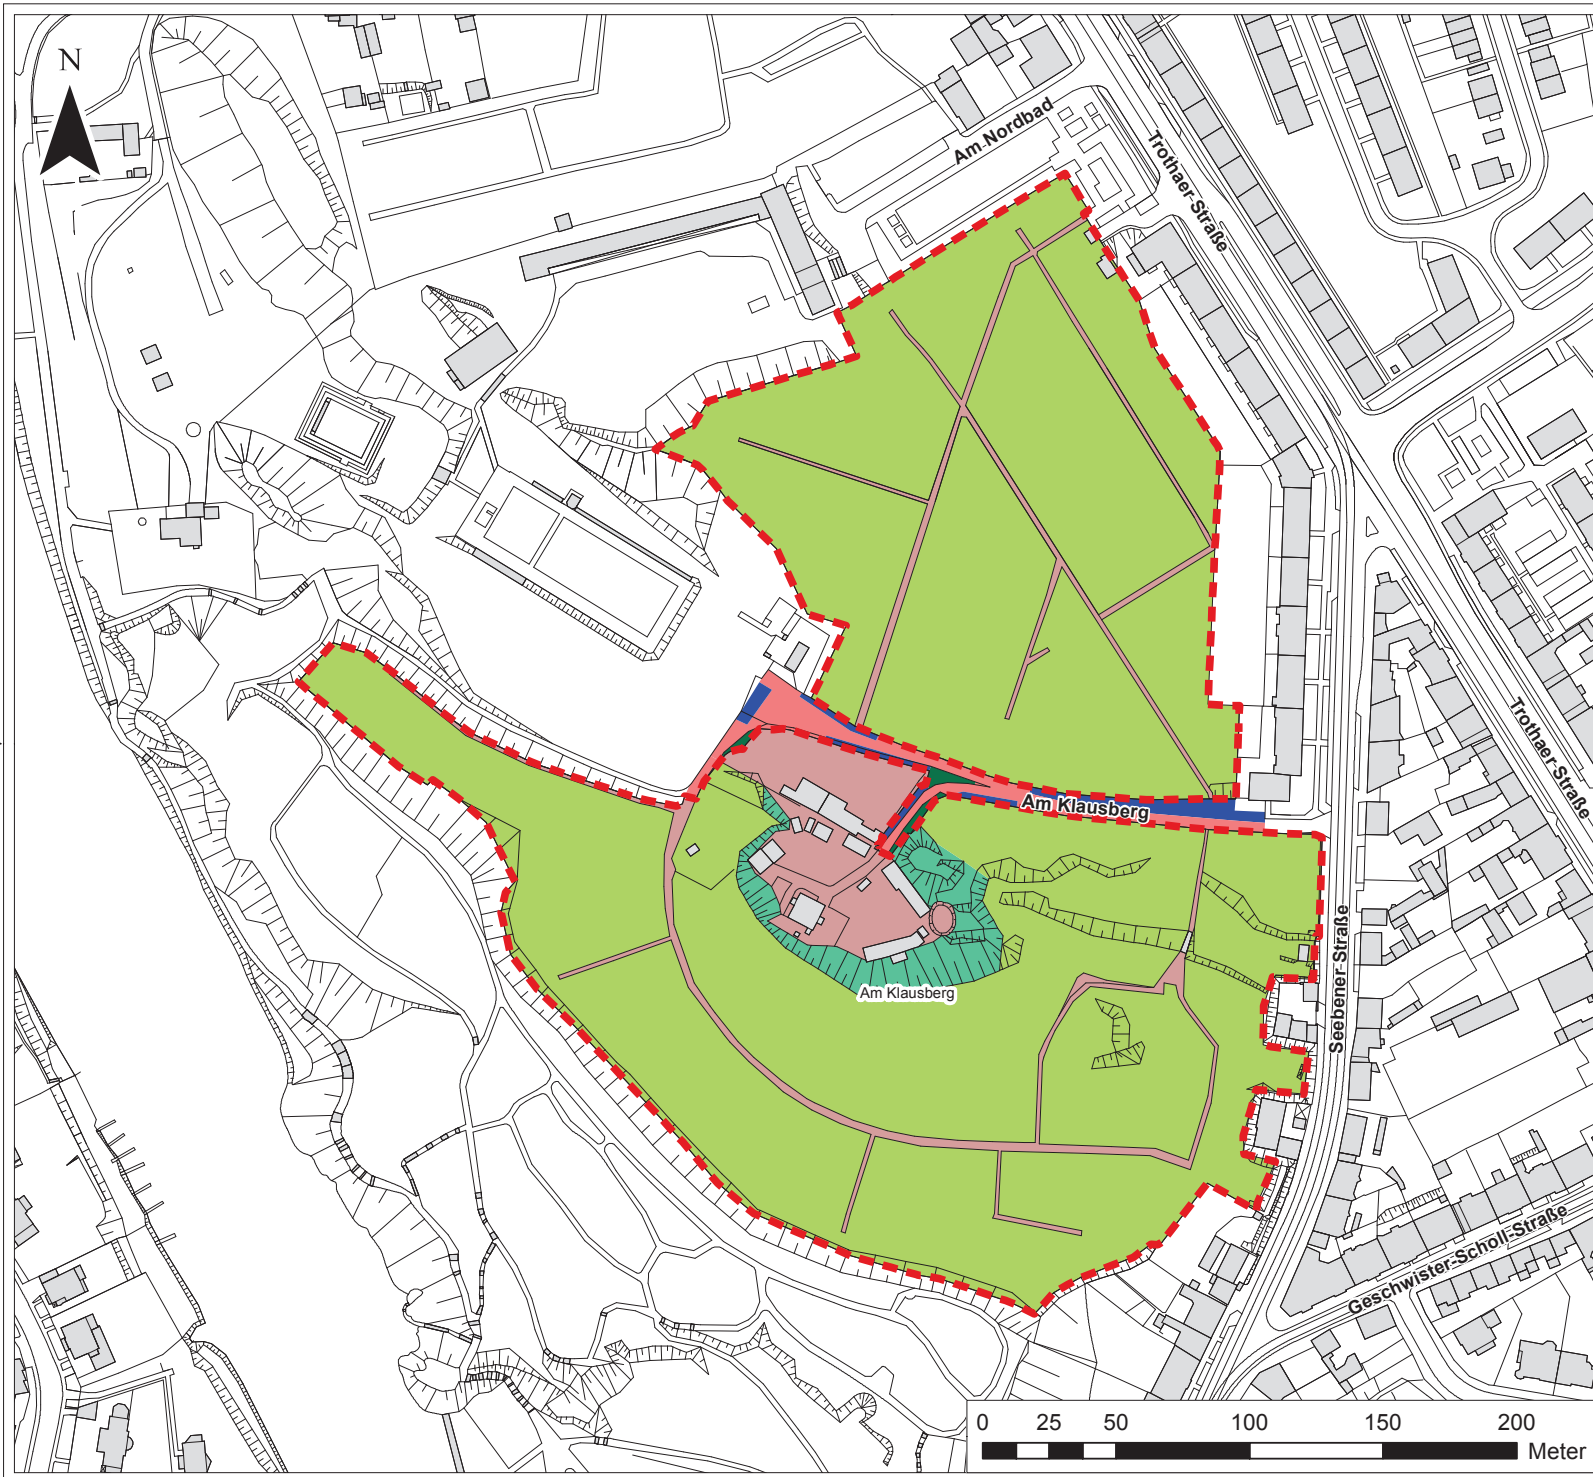 N
Am Nordbad
Trothaer-Straße
Trothaer-Straße
Am Klausberg
Seebener-Straße
Am Klausberg
Geschwister-Scholl-Straße
0 25 50 100 150 200
Meter